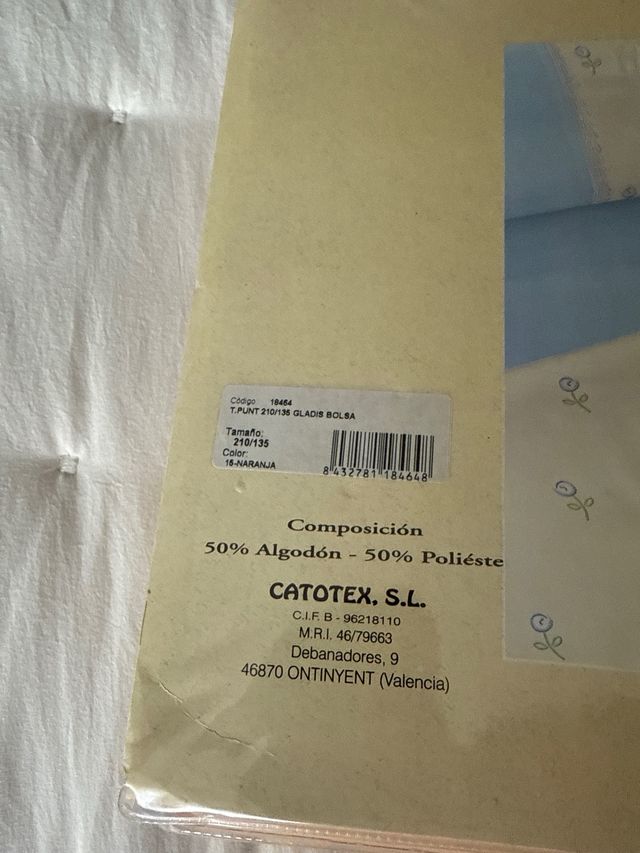 Código 18464
T.PUNT 210/135 GLADIS BOLSA
Tamaño:
210/135
Color:
15-NARANJA
8 432781 184648
Composición
50% Algodón - 50% Poliéste
CATOTEX, S.L.
C.I.F. B - 96218110
M.R.I. 46/79663
Debanadores, 9
46870 ONTINYENT (Valencia)